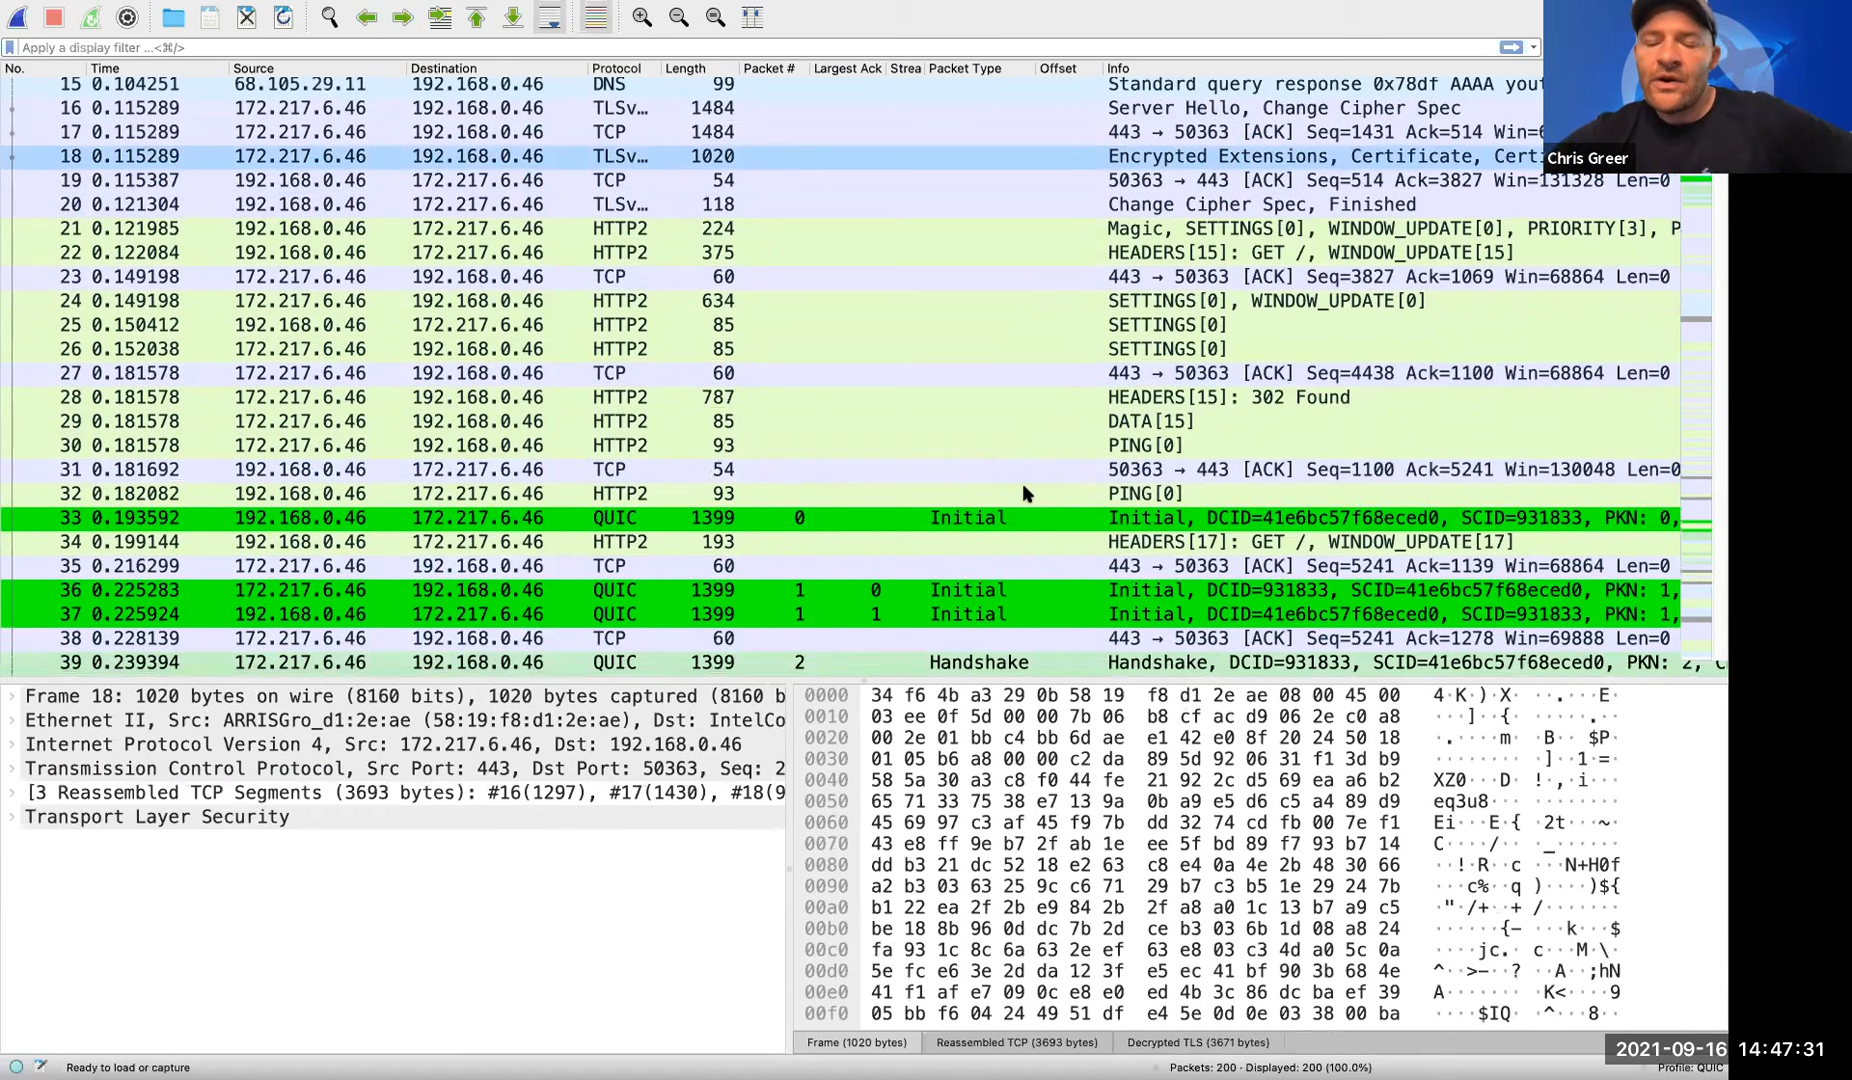 Apply a display filter ...<⌘/>
No. Time Source Destination Protocol Length Packet # Largest Ack Strea Packet Type Offset Info
15 0.104251 68.105.29.11 192.168.0.46 DNS 99 Standard query response 0x78df AAAA yout
16 0.115289 172.217.6.46 192.168.0.46 TLSv… 1484 Server Hello, Change Cipher Spec
17 0.115289 172.217.6.46 192.168.0.46 TCP 1484 443 → 50363 [ACK] Seq=1431 Ack=514 Win=6
18 0.115289 172.217.6.46 192.168.0.46 TLSv… 1020 Encrypted Extensions, Certificate, Cert
Chris Greer
19 0.115387 192.168.0.46 172.217.6.46 TCP 54 50363 → 443 [ACK] Seq=514 Ack=3827 Win=131328 Len=0
20 0.121304 192.168.0.46 172.217.6.46 TLSv… 118 Change Cipher Spec, Finished
21 0.121985 192.168.0.46 172.217.6.46 HTTP2 224 Magic, SETTINGS[0], WINDOW_UPDATE[0], PRIORITY[3], P
22 0.122084 192.168.0.46 172.217.6.46 HTTP2 375 HEADERS[15]: GET /, WINDOW_UPDATE[15]
23 0.149198 172.217.6.46 192.168.0.46 TCP 60 443 → 50363 [ACK] Seq=3827 Ack=1069 Win=68864 Len=0
24 0.149198 172.217.6.46 192.168.0.46 HTTP2 634 SETTINGS[0], WINDOW_UPDATE[0]
25 0.150412 192.168.0.46 172.217.6.46 HTTP2 85 SETTINGS[0]
26 0.152038 172.217.6.46 192.168.0.46 HTTP2 85 SETTINGS[0]
27 0.181578 172.217.6.46 192.168.0.46 TCP 60 443 → 50363 [ACK] Seq=4438 Ack=1100 Win=68864 Len=0
28 0.181578 172.217.6.46 192.168.0.46 HTTP2 787 HEADERS[15]: 302 Found
29 0.181578 172.217.6.46 192.168.0.46 HTTP2 85 DATA[15]
30 0.181578 172.217.6.46 192.168.0.46 HTTP2 93 PING[0]
31 0.181692 192.168.0.46 172.217.6.46 TCP 54 50363 → 443 [ACK] Seq=1100 Ack=5241 Win=130048 Len=0
32 0.182082 192.168.0.46 172.217.6.46 HTTP2 93 PING[0]
33 0.193592 192.168.0.46 172.217.6.46 QUIC 1399 0 Initial Initial, DCID=41e6bc57f68eced0, SCID=931833, PKN: 0,
34 0.199144 192.168.0.46 172.217.6.46 HTTP2 193 HEADERS[17]: GET /, WINDOW_UPDATE[17]
35 0.216299 172.217.6.46 192.168.0.46 TCP 60 443 → 50363 [ACK] Seq=5241 Ack=1139 Win=68864 Len=0
36 0.225283 172.217.6.46 192.168.0.46 QUIC 1399 1 0 Initial Initial, DCID=931833, SCID=41e6bc57f68eced0, PKN: 1,
37 0.225924 192.168.0.46 172.217.6.46 QUIC 1399 1 1 Initial Initial, DCID=41e6bc57f68eced0, SCID=931833, PKN: 1,
38 0.228139 172.217.6.46 192.168.0.46 TCP 60 443 → 50363 [ACK] Seq=5241 Ack=1278 Win=69888 Len=0
39 0.239394 172.217.6.46 192.168.0.46 QUIC 1399 2 Handshake Handshake, DCID=931833, SCID=41e6bc57f68eced0, PKN: 2, C
Frame 18: 1020 bytes on wire (8160 bits), 1020 bytes captured (8160 b
Ethernet II, Src: ARRISGro_d1:2e:ae (58:19:f8:d1:2e:ae), Dst: IntelCo
Internet Protocol Version 4, Src: 172.217.6.46, Dst: 192.168.0.46
Transmission Control Protocol, Src Port: 443, Dst Port: 50363, Seq: 2
[3 Reassembled TCP Segments (3693 bytes): #16(1297), #17(1430), #18(9
Transport Layer Security
0000 34 f6 4b a3 29 0b 58 19 f8 d1 2e ae 08 00 45 00
0010 03 ee 0f 5d 00 00 7b 06 b8 cf ac d9 06 2e c0 a8
0020 00 2e 01 bb c4 bb 6d ae e1 42 e0 8f 20 24 50 18
0030 01 05 b6 a8 00 00 c2 da 89 5d 92 06 31 f1 3d b9
0040 58 5a 30 a3 c8 f0 44 fe 21 92 2c d5 69 ea a6 b2
0050 65 71 33 75 38 e7 13 9a 0b a9 e5 d6 c5 a4 89 d9
0060 45 69 97 c3 af 45 f9 7b dd 32 74 cd fb 00 7e f1
0070 43 e8 ff 9e b7 2f ab 1e ee 5f bd 89 f7 93 b7 14
0080 dd b3 21 dc 52 18 e2 63 c8 e4 0a 4e 2b 48 30 66
0090 a2 b3 03 63 25 9c c6 71 29 b7 c3 b5 1e 29 24 7b
00a0 b1 22 ea 2f 2b e9 84 2b 2f a8 a0 1c 13 b7 a9 c5
00b0 be 18 8b 96 0d dc 7b 2d ce b3 03 6b 1d 08 a8 24
00c0 fa 93 1c 8c 6a 63 2e ef 63 e8 03 c3 4d a0 5c 0a
00d0 5e fc e6 3e 2d da 12 3f e5 ec 41 bf 90 3b 68 4e
00e0 41 f1 af e7 09 0c e8 e0 ed 4b 3c 86 dc ba ef 39
00f0 05 bb f6 04 24 49 51 df e4 5e 0d 0e 03 38 00 ba
Frame (1020 bytes) Reassembled TCP (3693 bytes) Decrypted TLS (3671 bytes)
2021-09-16 14:47:31
Ready to load or capture Packets: 200 · Displayed: 200 (100.0%) Profile: QUIC